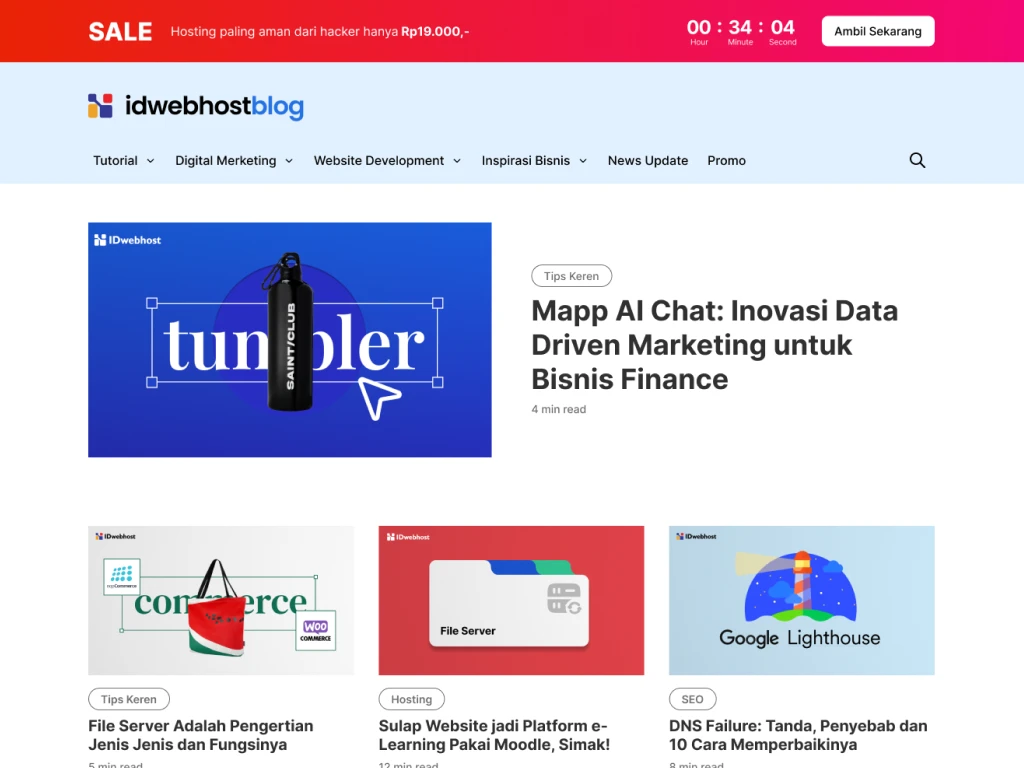 SALE
Hosting paling aman dari hacker hanya Rp19.000,-
00 : 34 : 04
Hour Minute Second
Ambil Sekarang
idwebhostblog
Tutorial
Digital Merketing
Website Development
Inspirasi Bisnis
News Update
Promo
IDwebhost
SAINT/CLUB
Tips Keren
Mapp AI Chat: Inovasi Data
Driven Marketing untuk
Bisnis Finance
4 min read
IDwebhost
WOO
COMMERCE
Tips Keren
File Server Adalah Pengertian
Jenis Jenis dan Fungsinya
5 min read
IDwebhost
File Server
Hosting
Sulap Website jadi Platform e-
Learning Pakai Moodle, Simak!
12 min read
IDwebhost
Google Lighthouse
SEO
DNS Failure: Tanda, Penyebab dan
10 Cara Memperbaikinya
8 min read